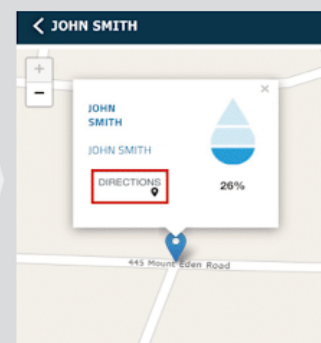 JOHN SMITH
+
−
×
JOHN
SMITH
JOHN SMITH
DIRECTIONS
26%
445 Mount Eden Road